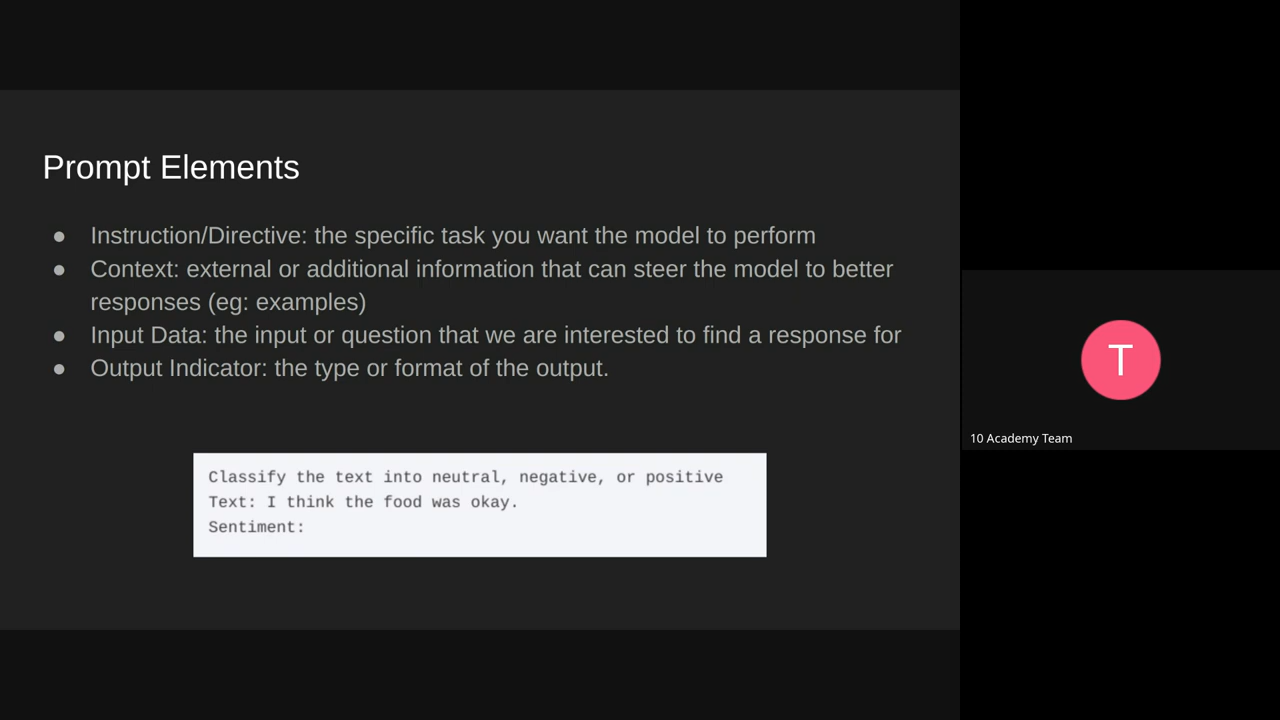 Prompt Elements
● Instruction/Directive: the specific task you want the model to perform
● Context: external or additional information that can steer the model to better
responses (eg: examples)
● Input Data: the input or question that we are interested to find a response for
● Output Indicator: the type or format of the output.
Classify the text into neutral, negative, or positive
Text: I think the food was okay.
Sentiment:
T
10 Academy Team